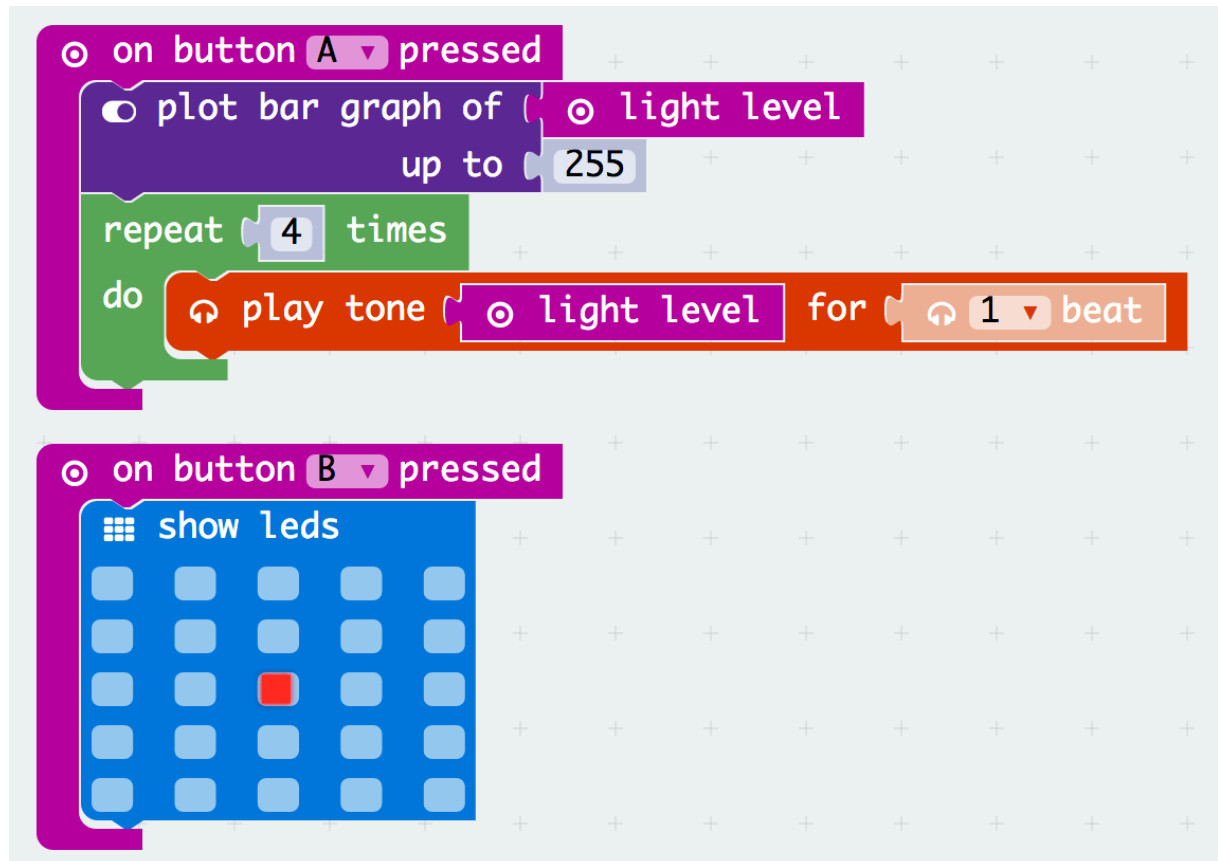 on button A pressed
plot bar graph of light level
up to 255
repeat 4 times
do play tone light level for 1 beat
on button B pressed
show leds